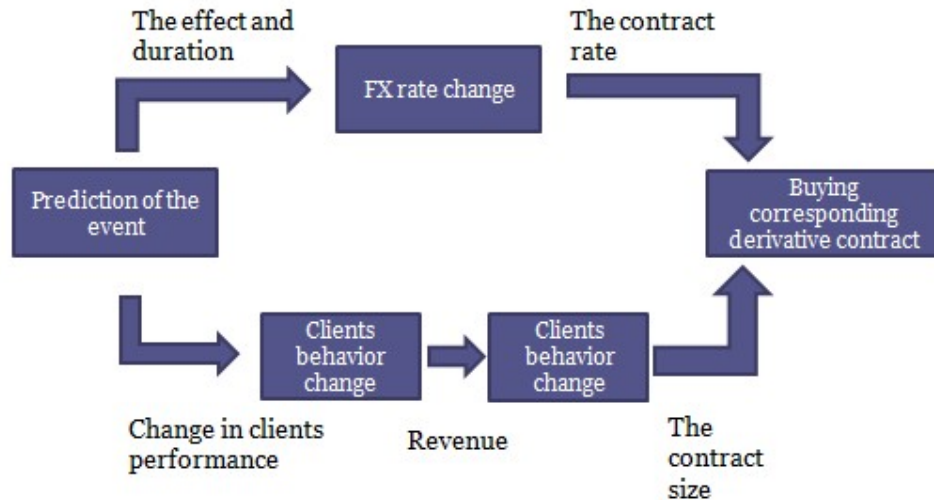 The effect and
duration
The contract
rate
FX rate change
Prediction of the
event
Buying
corresponding
derivative contract
Clients
behavior
change
Clients
behavior
change
Change in clients
performance
Revenue
The
contract
size